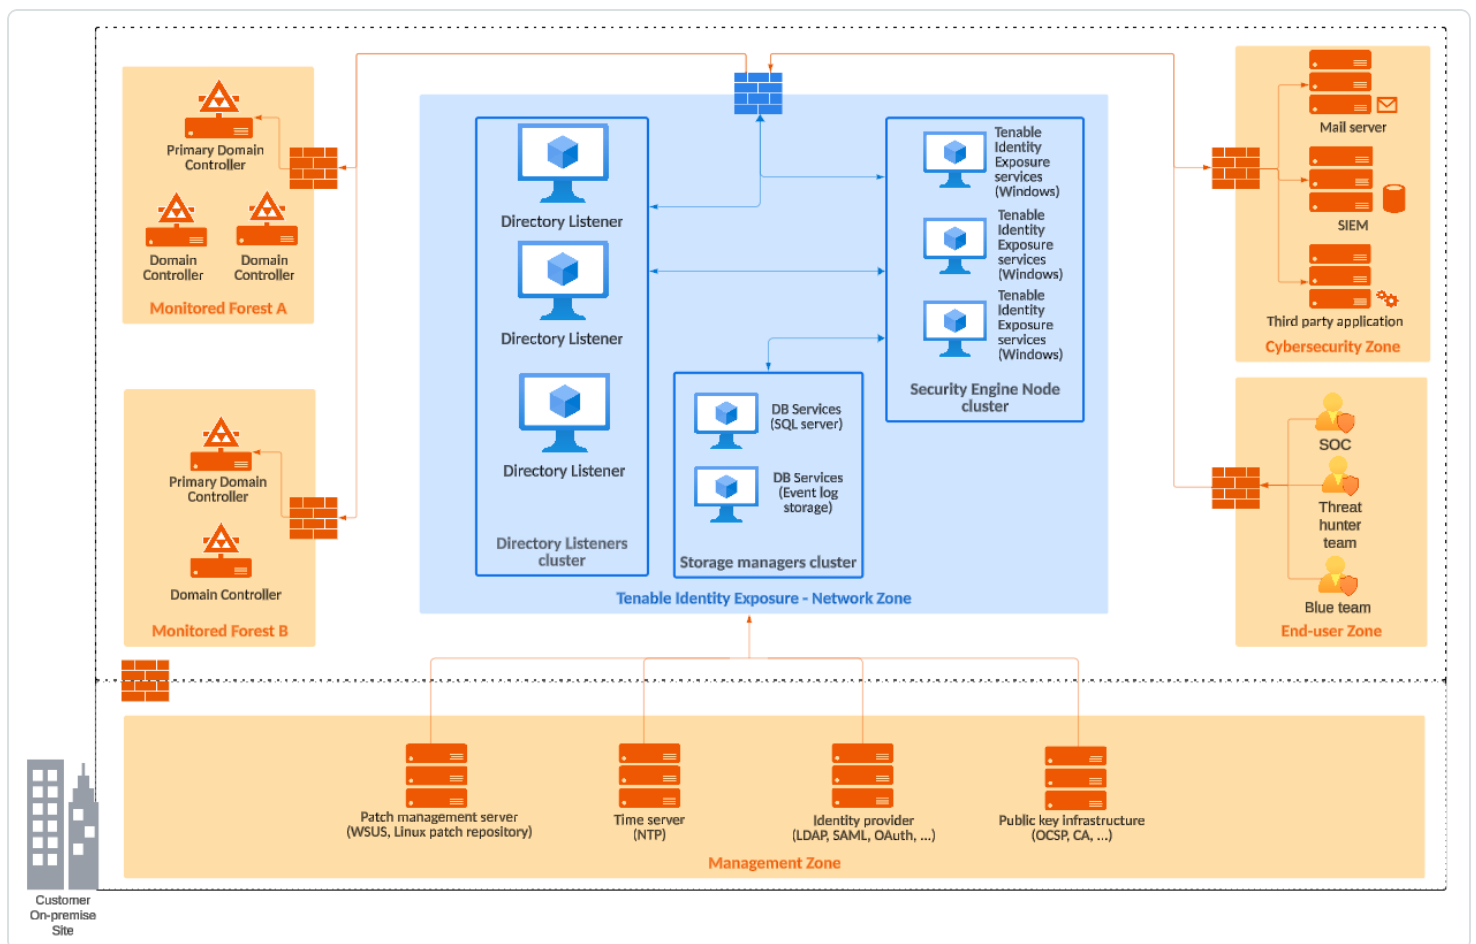 Primary Domain
Controller
Domain
Controller
Domain
Controller
Monitored Forest A
Primary Domain
Controller
Domain Controller
Monitored Forest B
Directory Listener
Directory Listener
Directory Listener
Directory Listeners
cluster
Tenable
Identity
Exposure
services
(Windows)
Tenable
Identity
Exposure
services
(Windows)
Tenable
Identity
Exposure
services
(Windows)
Security Engine Node
cluster
DB Services
(SQL server)
DB Services
(Event log
storage)
Storage managers cluster
Tenable Identity Exposure - Network Zone
Mail server
SIEM
Third party application
Cybersecurity Zone
SOC
Threat
hunter
team
Blue team
End-user Zone
Patch management server
(WSUS, Linux patch repository)
Time server
(NTP)
Identity provider
(LDAP, SAML, OAuth, ...)
Public key infrastructure
(OCSP, CA, ...)
Management Zone
Customer
On-premise
Site